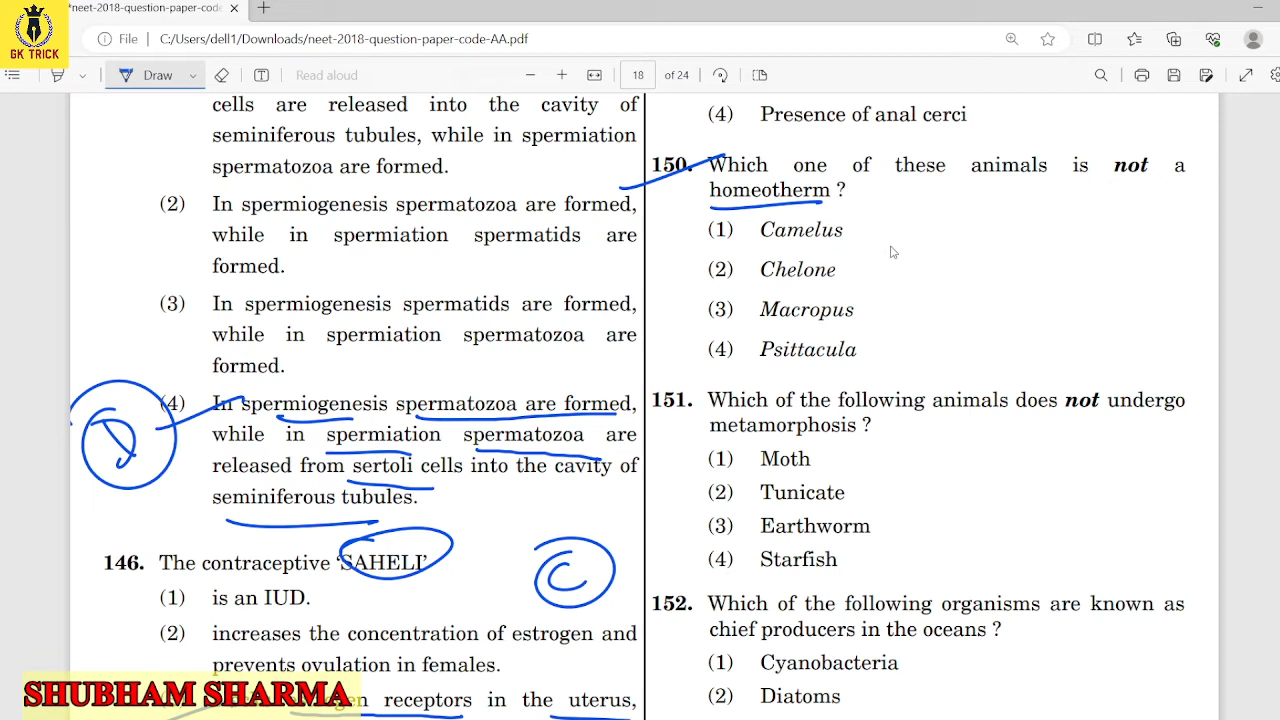 *neet-2018-question-paper-code
GK TRICK
File
C:/Users/dell1/Downloads/neet-2018-question-paper-code-AA.pdf
Draw
Read aloud
18
of 24
cells are released into the cavity of
seminiferous tubules, while in spermiation
spermatozoa are formed.
(2) In spermiogenesis spermatozoa are formed,
while in spermiation spermatids are
formed.
(3) In spermiogenesis spermatids are formed,
while in spermiation spermatozoa are
formed.
(4) In spermiogenesis spermatozoa are formed,
while in spermiation spermatozoa are
released from sertoli cells into the cavity of
seminiferous tubules.
D
146. The contraceptive ‘SAHELI’
C
(1) is an IUD.
(2) increases the concentration of estrogen and
prevents ovulation in females.
receptors in the uterus,
SHUBHAM SHARMA
(4) Presence of anal cerci
150. Which one of these animals is not a
homeotherm ?
(1) Camelus
(2) Chelone
(3) Macropus
(4) Psittacula
151. Which of the following animals does not undergo
metamorphosis ?
(1) Moth
(2) Tunicate
(3) Earthworm
(4) Starfish
152. Which of the following organisms are known as
chief producers in the oceans ?
(1) Cyanobacteria
(2) Diatoms